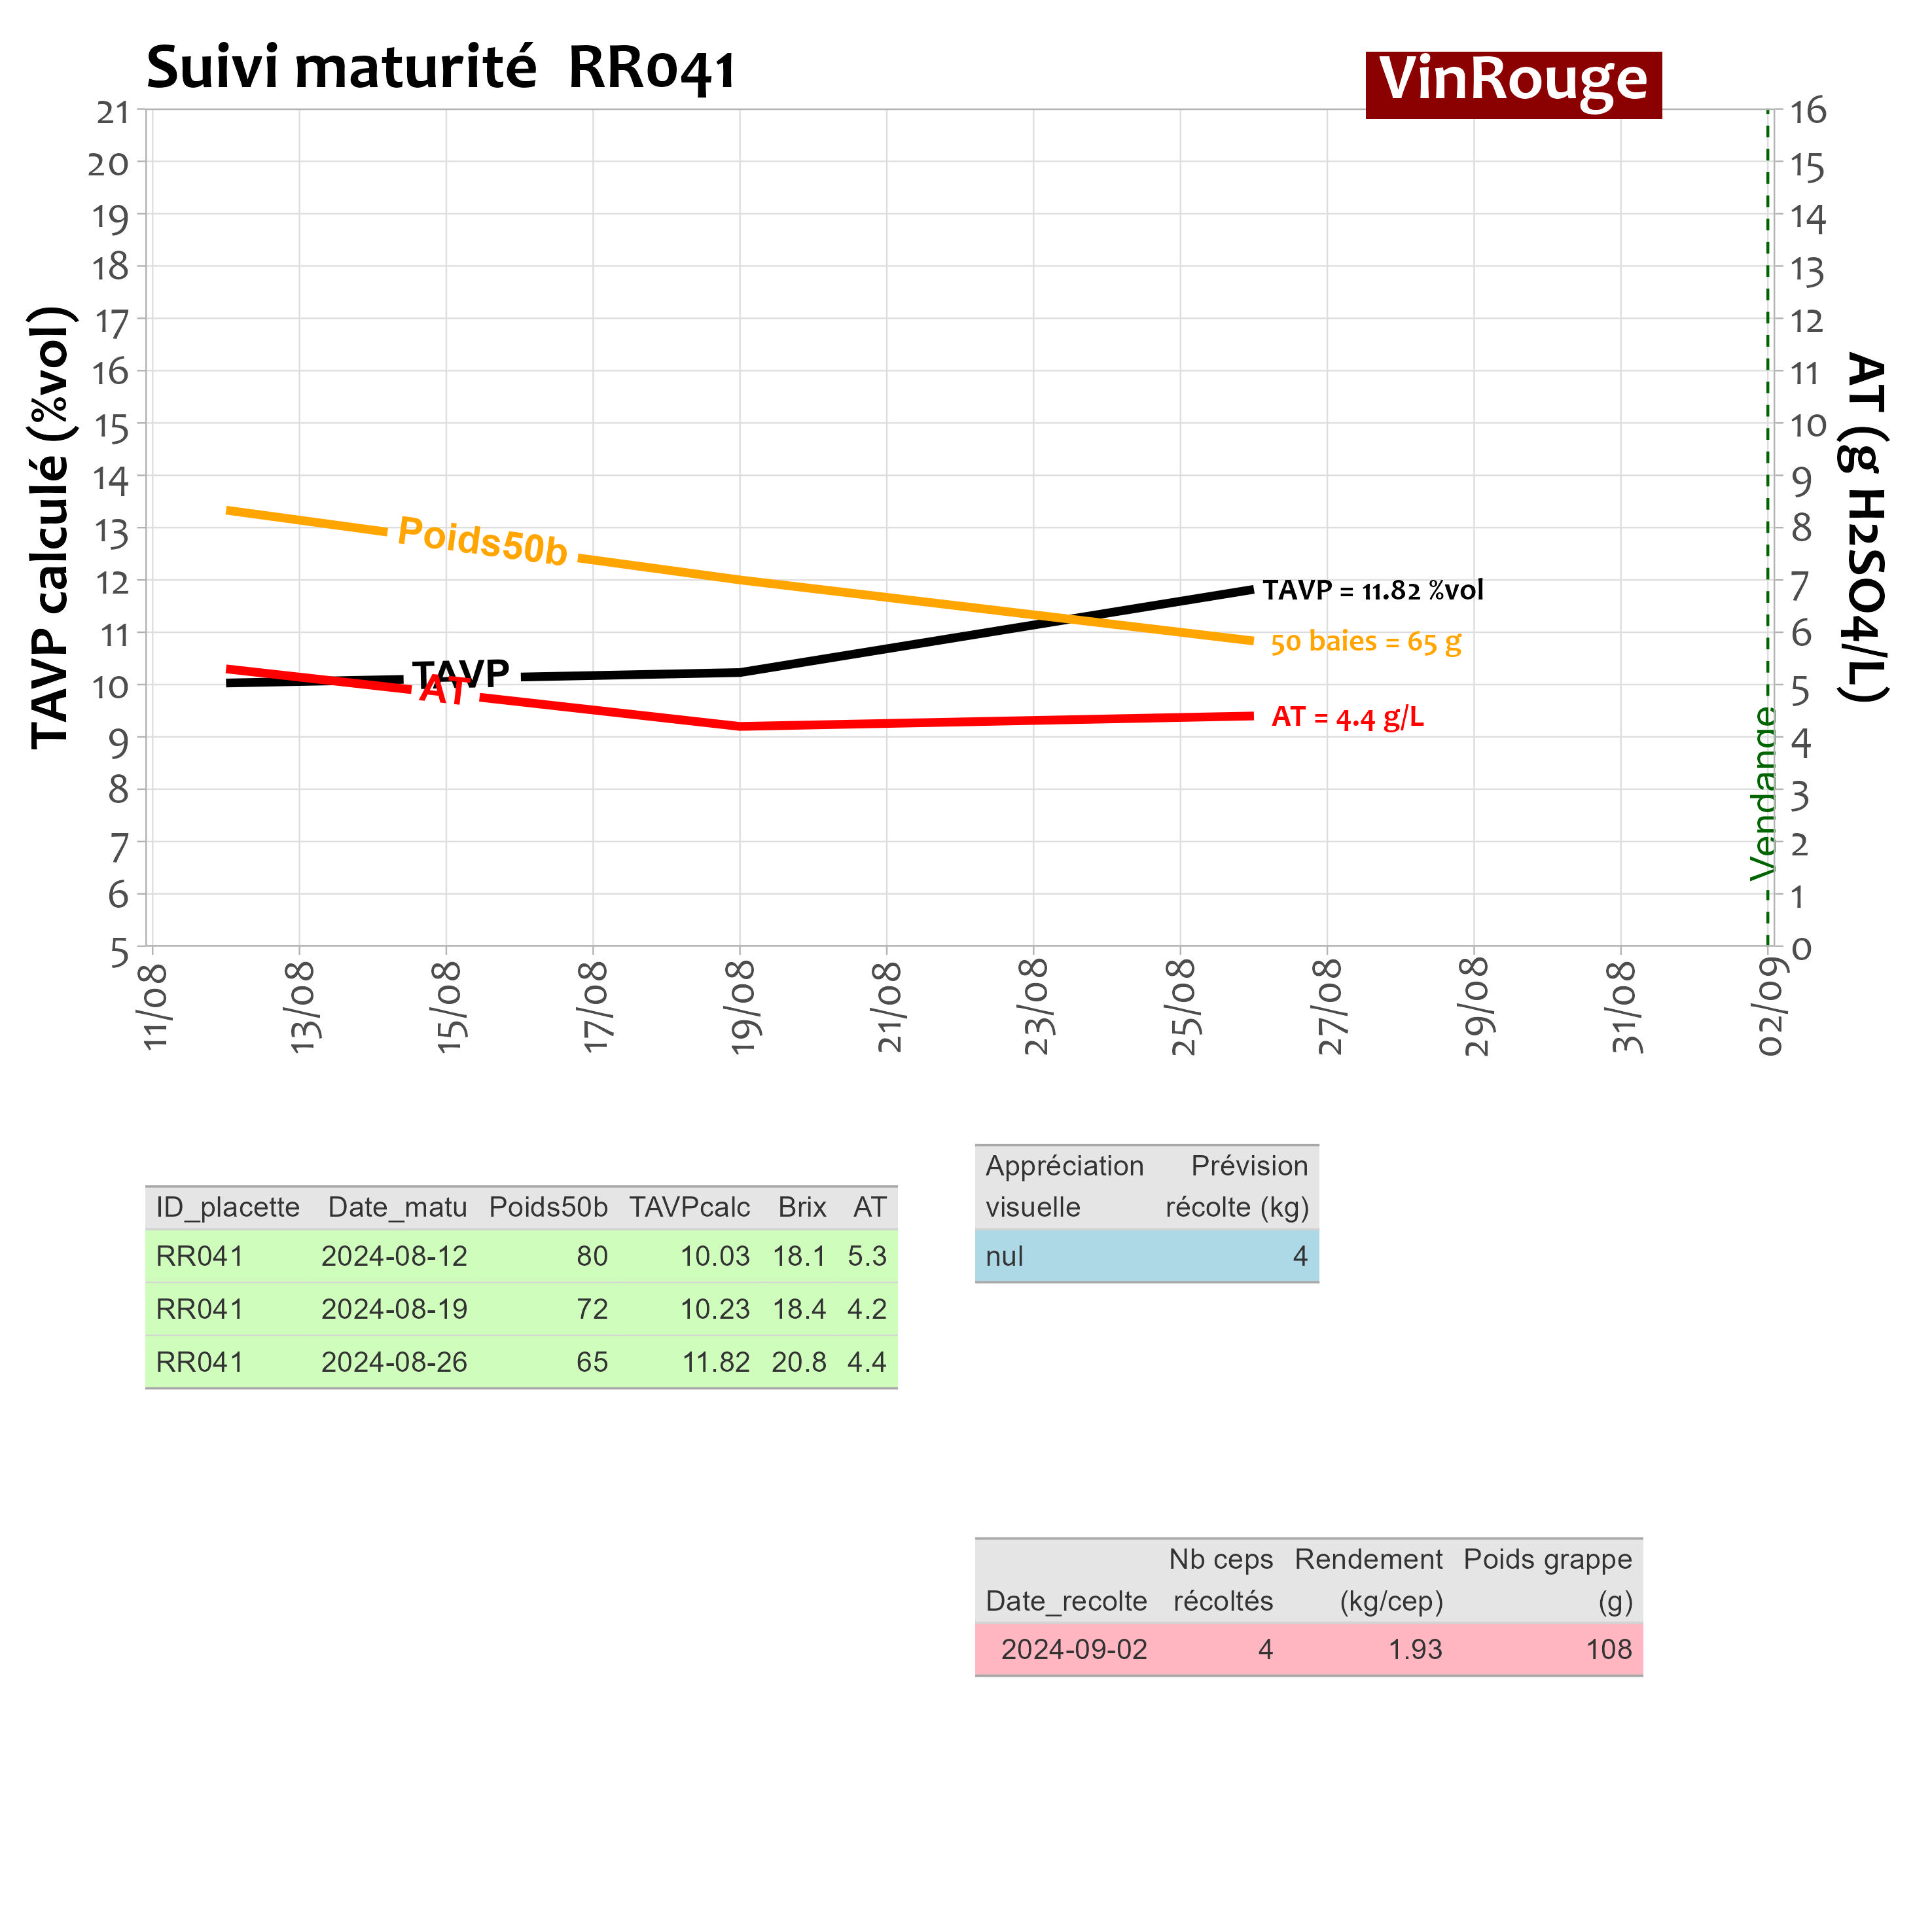 Suivi maturité RR041
VinRouge
TAVP calculé (%vol)
21
20
19
18
17
16
15
14
13
12
11
10
9
8
7
6
5
AT (g H2SO4/L)
16
15
14
13
12
11
10
9
8
7
6
5
4
3
2
1
0
Poids50b
TAVP
AT
TAVP = 11.82 %vol
50 baies = 65 g
AT = 4.4 g/L
Vendange
11/08
13/08
15/08
17/08
19/08
21/08
23/08
25/08
27/08
29/08
31/08
02/09
ID_placette Date_matu Poids50b TAVPcalc Brix AT
RR041 2024-08-12 80 10.03 18.1 5.3
RR041 2024-08-19 72 10.23 18.4 4.2
RR041 2024-08-26 65 11.82 20.8 4.4
Appréciation Prévision
visuelle récolte (kg)
nul 4
Nb ceps Rendement Poids grappe
Date_recolte récoltés (kg/cep) (g)
2024-09-02 4 1.93 108